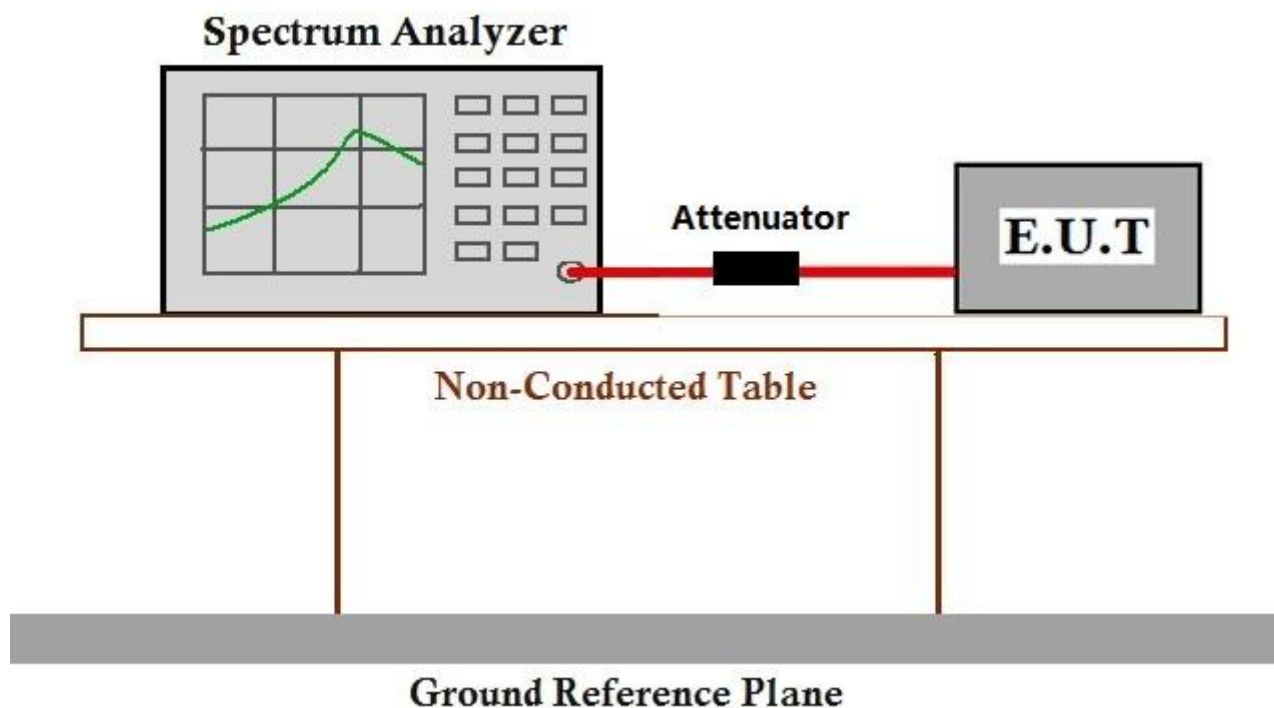 Spectrum Analyzer
Attenuator
E.U.T
Non-Conducted Table
Ground Reference Plane